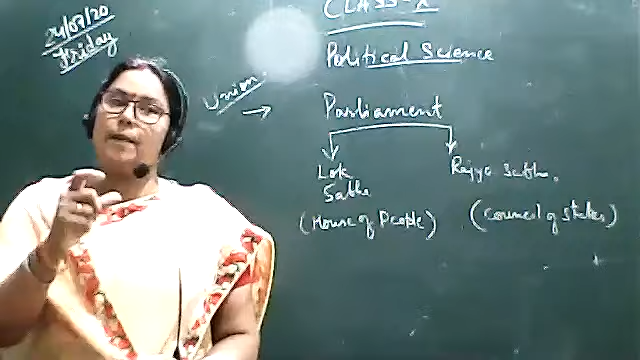 24/07/20
Friday
CLASS-X
Political Science
Union
Parliament
Lok
Sabha
Rajya Sabha.
(House of People)
(Council of States)